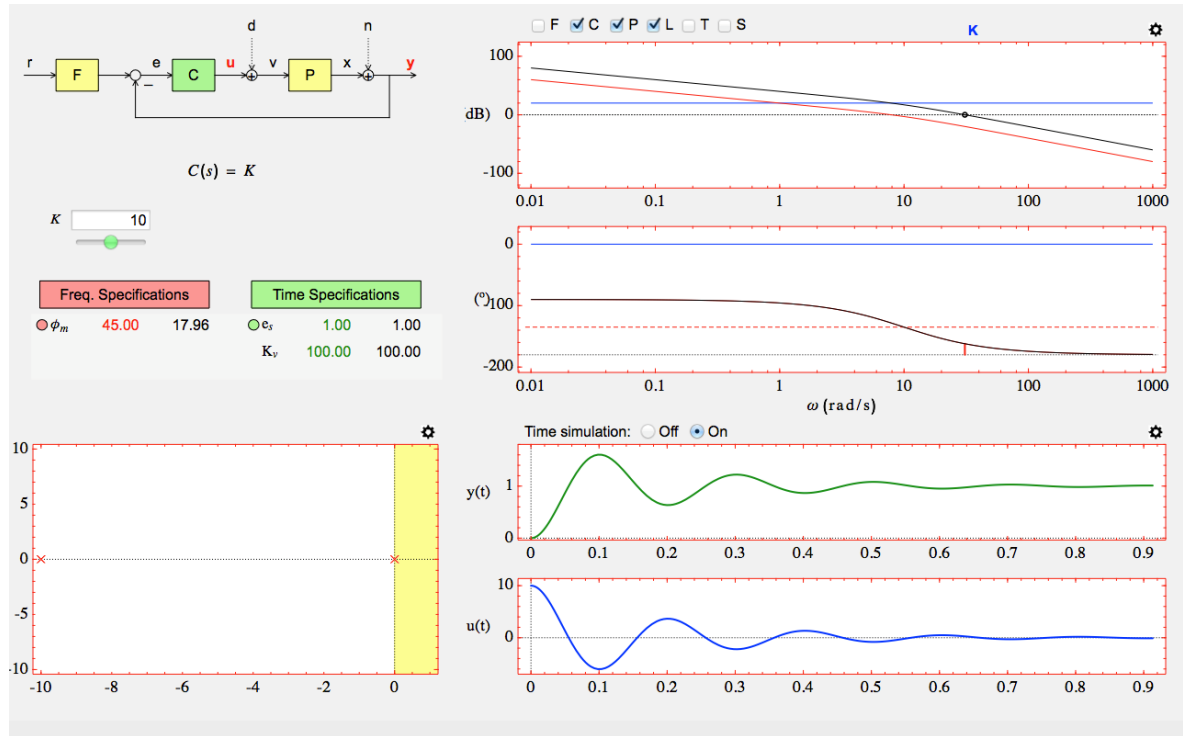 d n
F C P L T S
K
r F e C u v P x y
+ +
−
C(s) = K
K 10
Freq. Specifications Time Specifications
ϕm 45.00 17.96 es 1.00 1.00
Kv 100.00 100.00
100
dB) 0
-100
0.01 0.1 1 10 100 1000
0
(º)
-100
-200
0.01 0.1 1 10 100 1000
ω (rad/s)
10
5
0
-5
-10
-10 -8 -6 -4 -2 0
Time simulation: Off On
y(t)
1
0
0 0.1 0.2 0.3 0.4 0.5 0.6 0.7 0.8 0.9
u(t)
10
0
0 0.1 0.2 0.3 0.4 0.5 0.6 0.7 0.8 0.9